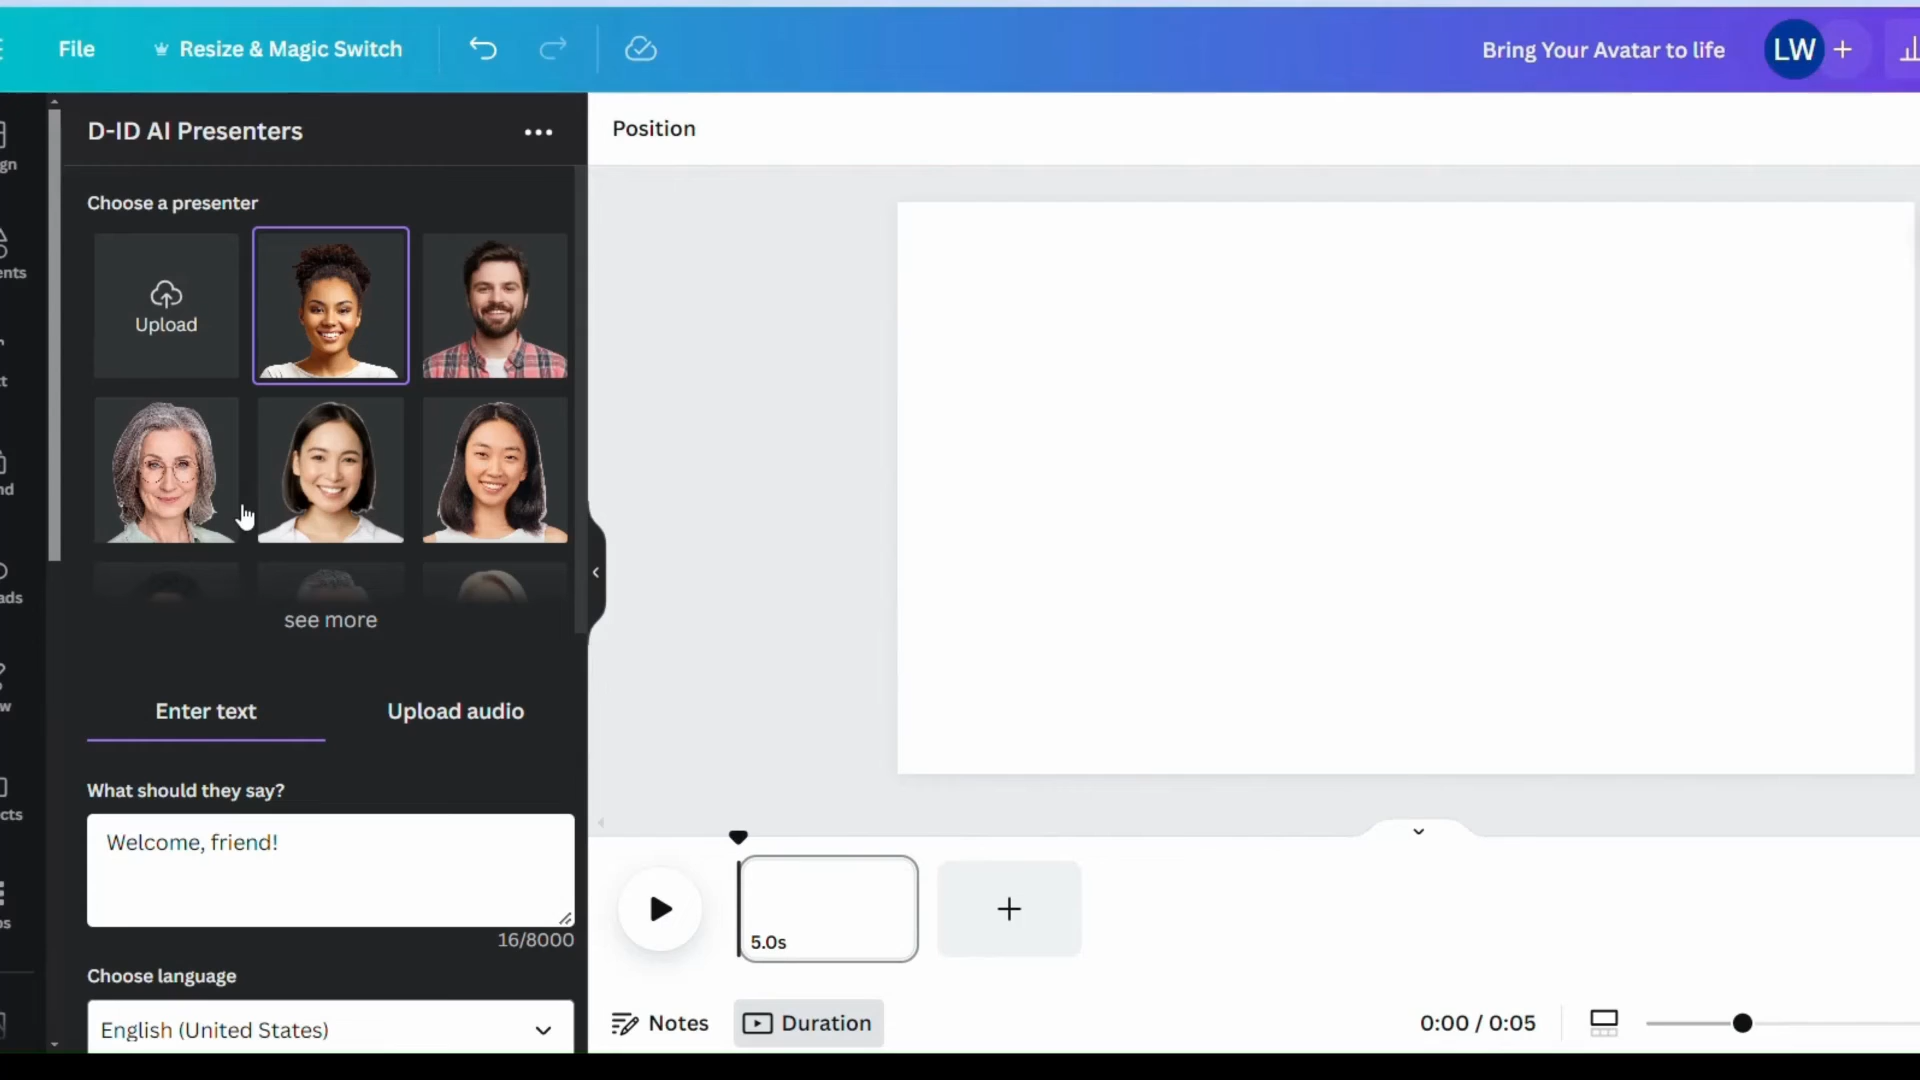 File
Resize & Magic Switch
Bring Your Avatar to life
LW
D-ID AI Presenters
Position
Choose a presenter
Upload
see more
Enter text
Upload audio
What should they say?
Welcome, friend!
16/8000
Choose language
English (United States)
5.0s
Notes
Duration
0:00 / 0:05